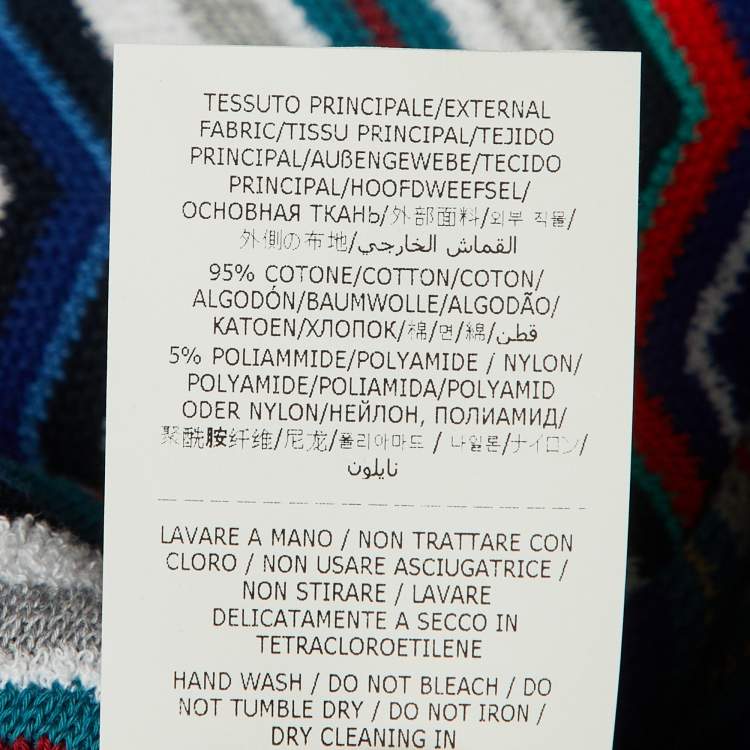 TESSUTO PRINCIPALE/EXTERNAL
FABRIC/TISSU PRINCIPAL/TEJIDO
PRINCIPAL/AUßENGEWEBE/TECIDO
PRINCIPAL/HOOFDWEEFSEL/
ОСНОВНАЯ ТКАНЬ/外部面料/외부 직물/
外側の布地/القماش الخارجي
95% COTONE/COTTON/COTON/
ALGODÓN/BAUMWOLLE/ALGODÃO/
KATOEN/ХЛОПОК/棉/면/綿/قطن
5% POLIAMMIDE/POLYAMIDE / NYLON/
POLYAMIDE/POLIAMIDA/POLYAMID
ODER NYLON/НЕЙЛОН, ПОЛИАМИД/
聚酰胺纤维/尼龙/폴리아마드 / 나일론/ナイロン/
نايلون
LAVARE A MANO / NON TRATTARE CON
CLORO / NON USARE ASCIUGATRICE /
NON STIRARE / LAVARE
DELICATAMENTE A SECCO IN
TETRACLOROETILENE
HAND WASH / DO NOT BLEACH / DO
NOT TUMBLE DRY / DO NOT IRON /
DRY CLEANING IN